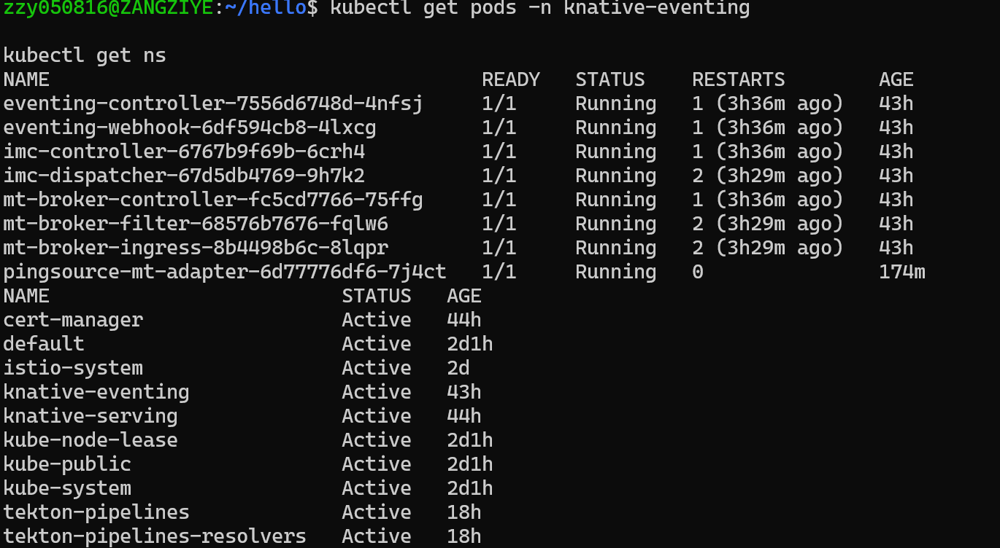 zzy050816@ZANGZIYE:~/hello$ kubectl get pods -n knative-eventing
kubectl get ns
NAME READY STATUS RESTARTS AGE
eventing-controller-7556d6748d-4nfsj 1/1 Running 1 (3h36m ago) 43h
eventing-webhook-6df594cb8-4lxcg 1/1 Running 1 (3h36m ago) 43h
imc-controller-6767b9f69b-6crh4 1/1 Running 1 (3h36m ago) 43h
imc-dispatcher-67d5db4769-9h7k2 1/1 Running 2 (3h29m ago) 43h
mt-broker-controller-fc5cd7766-75ffg 1/1 Running 1 (3h36m ago) 43h
mt-broker-filter-68576b7676-fqlw6 1/1 Running 2 (3h29m ago) 43h
mt-broker-ingress-8b4498b6c-8lqpr 1/1 Running 2 (3h29m ago) 43h
pingsource-mt-adapter-6d77776df6-7j4ct 1/1 Running 0 174m
NAME STATUS AGE
cert-manager Active 44h
default Active 2d1h
istio-system Active 2d
knative-eventing Active 43h
knative-serving Active 44h
kube-node-lease Active 2d1h
kube-public Active 2d1h
kube-system Active 2d1h
tekton-pipelines Active 18h
tekton-pipelines-resolvers Active 18h